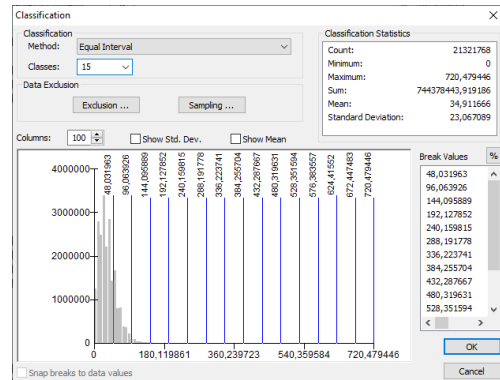 Classification
Classification
Method: Equal Interval
Classes: 15
Data Exclusion
Exclusion ... Sampling ...
Classification Statistics
Count: 21321768
Minimum: 0
Maximum: 720,479446
Sum: 744378443,919186
Mean: 34,911666
Standard Deviation: 23,067089
Columns: 100 Show Std. Dev. Show Mean
48,031963
96,063926
144,095889
192,127852
240,159815
288,191778
336,223741
384,255704
432,287667
480,319631
528,351594
576,383557
624,41552
672,447483
720,479446
4000000
3000000
2000000
1000000
0
0 180,119861 360,239723 540,359584 720,479446
Break Values %
48,031963
96,063926
144,095889
192,127852
240,159815
288,191778
336,223741
384,255704
432,287667
480,319631
528,351594
Snap breaks to data values
OK
Cancel